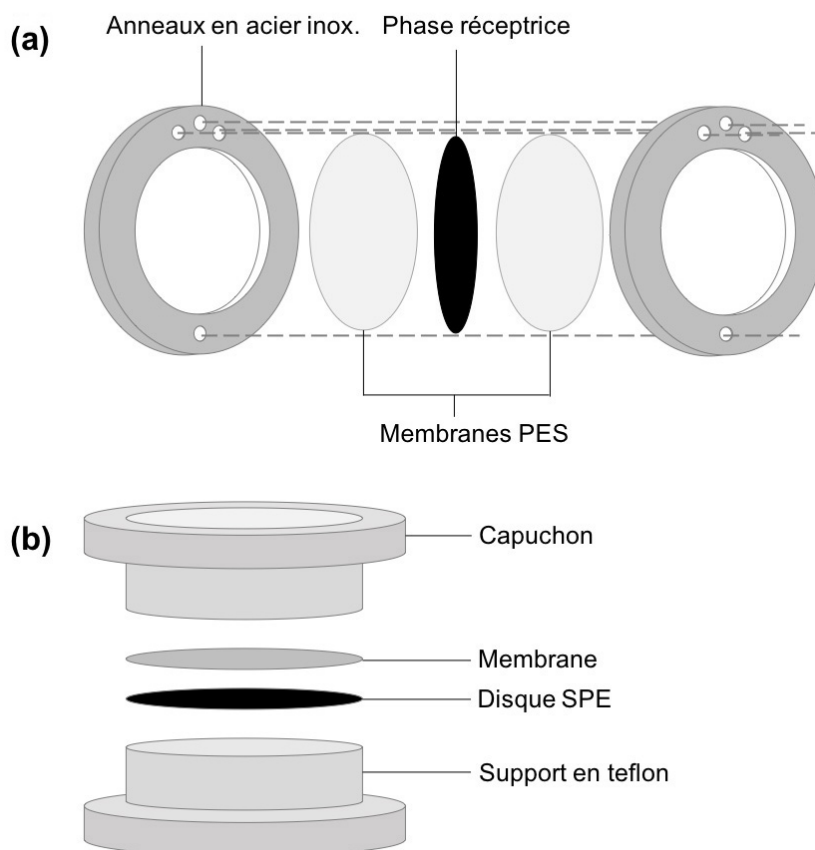 (a)
Anneaux en acier inox. Phase réceptrice
Membranes PES
(b)
Capuchon
Membrane
Disque SPE
Support en teflon